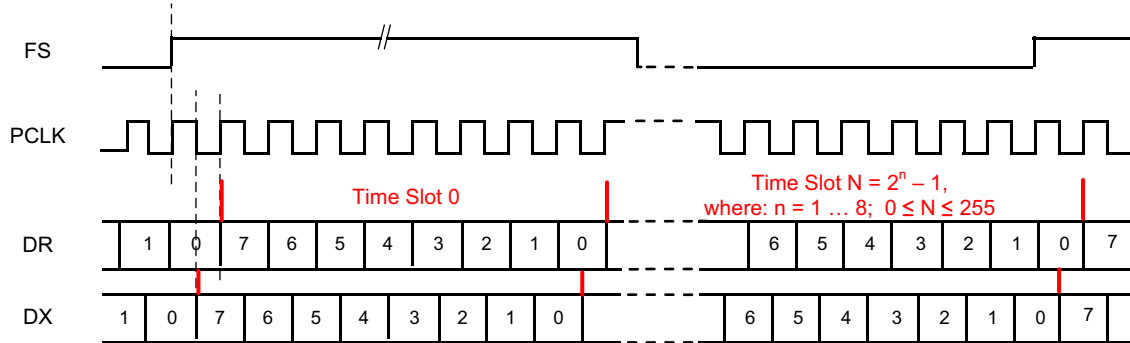 FS
PCLK
Time Slot 0
Time Slot N = 2ⁿ – 1,
where: n = 1 … 8; 0 ≤ N ≤ 255
DR 1 0 7 6 5 4 3 2 1 0 6 5 4 3 2 1 0 7
DX 1 0 7 6 5 4 3 2 1 0 6 5 4 3 2 1 0 7